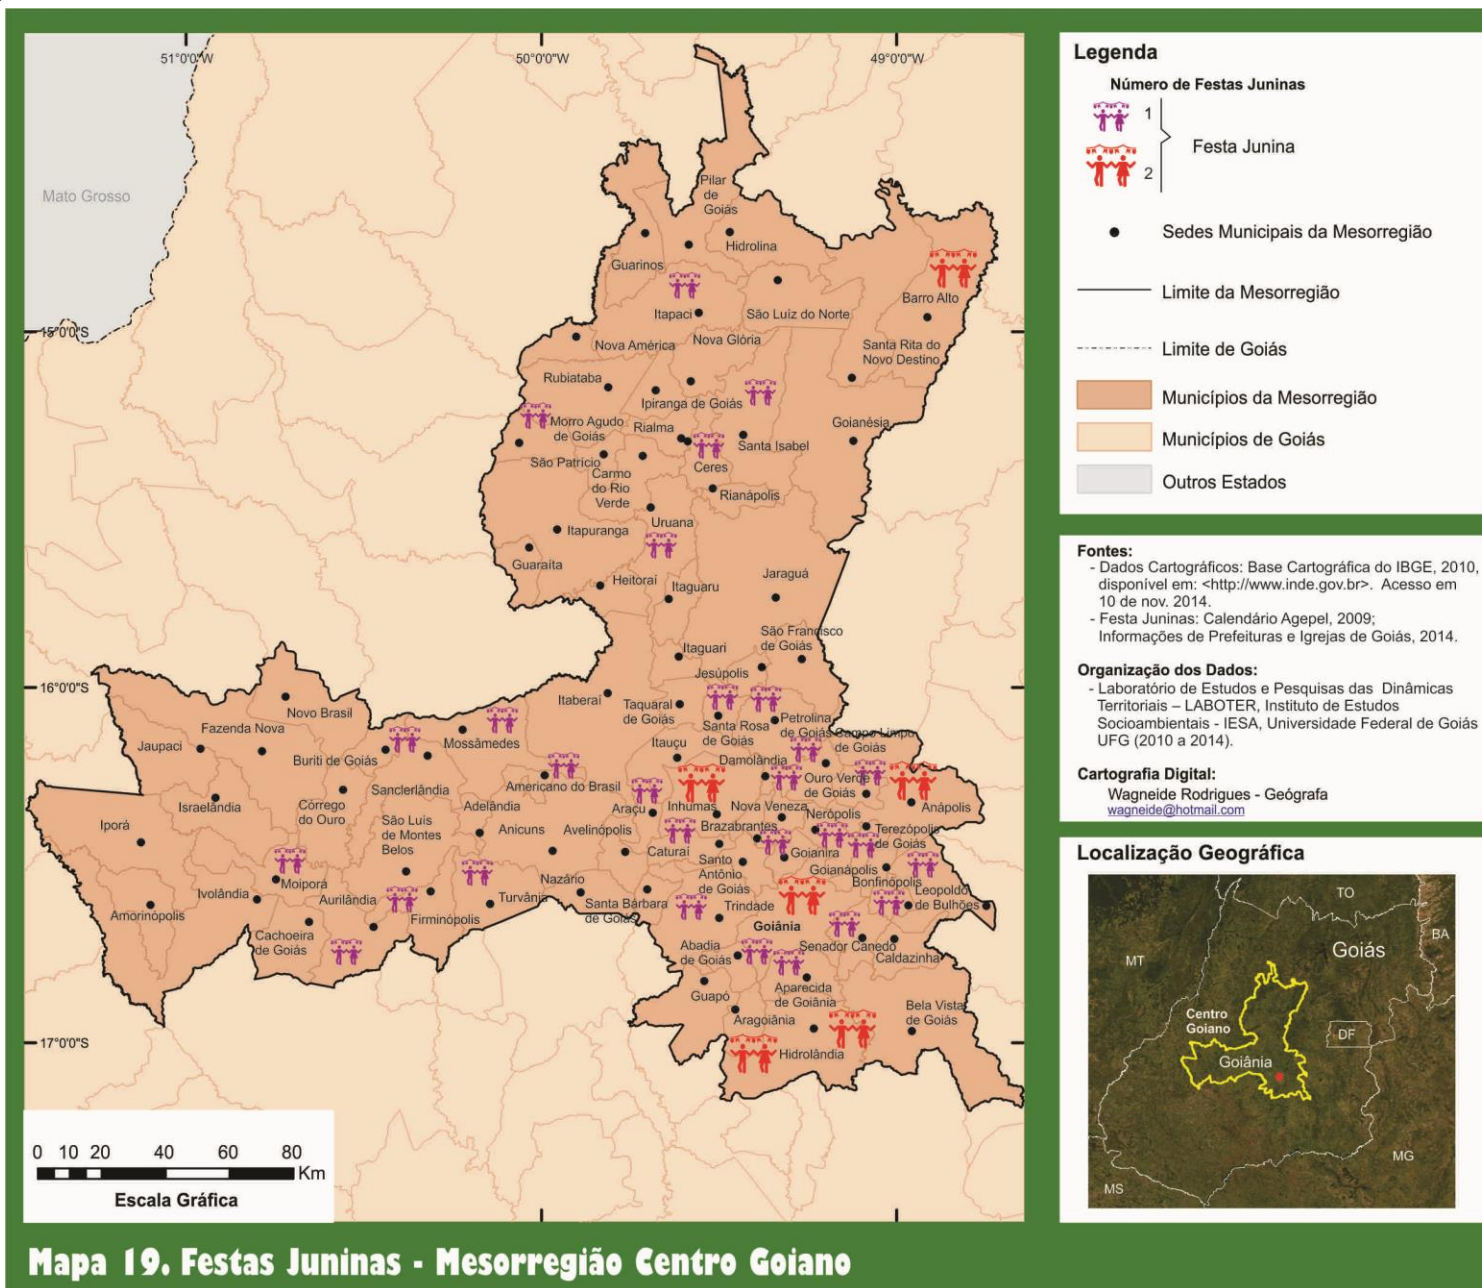 51°0'0"W
50°0'0"W
49°0'0"W
Mato Grosso
15°0'0"S
16°0'0"S
17°0'0"S
Pilar
de
Goiás
Hidrolina
Guarinos
Barro Alto
Itapaci
São Luíz do Norte
Nova América
Nova Glória
Santa Rita do
Novo Destino
Rubiataba
Ipiranga de Goiás
Morro Agudo
de Goiás
Rialma
Goianésia
Santa Isabel
São Patrício
Ceres
Carmo
do Rio
Verde
Rianápolis
Uruana
Itapuranga
Guaraíta
Heitoraí
Itaguaru
Jaraguá
São Francisco
de Goiás
Itaguari
Jesúpolis
Itaberaí
Taquaral
de Goiás
Santa Rosa
de Goiás
Petrolina
de Goiás
Campo Limpo
de Goiás
Novo Brasil
Fazenda Nova
Jaupaci
Mossâmedes
Buriti de Goiás
Itauçu
Damolândia
Ouro Verde
de Goiás
Americano do Brasil
Sanclerlândia
Israelândia
Córrego
do Ouro
Adelândia
Araçu
Inhumas
Nova Veneza
Anápolis
Iporá
São Luis
de Montes
Belos
Anicuns
Avelinópolis
Brazabrantes
Nerópolis
Terezópolis
de Goiás
Caturaí
Santo
Antônio
de Goiás
Goianira
Goianápolis
Bonfinópolis
Moiporá
Ivolândia
Aurilândia
Nazário
Turvânia
Santa Bárbara
de Goiás
Trindade
Leopoldo
de Bulhões
Amorinópolis
Firminópolis
Goiânia
Cachoeira
de Goiás
Abadia
de Goiás
Senador Canedo
Caldazinha
Guapó
Aparecida
de Goiânia
Bela Vista
de Goiás
Aragoiânia
Hidrolândia
0 10 20 40 60 80
Km
Escala Gráfica
Legenda
Número de Festas Juninas
1
2
Festa Junina
Sedes Municipais da Mesorregião
Limite da Mesorregião
Limite de Goiás
Municípios da Mesorregião
Municípios de Goiás
Outros Estados
Fontes:
- Dados Cartográficos: Base Cartográfica do IBGE, 2010,
disponível em: <http://www.inde.gov.br>. Acesso em
10 de nov. 2014.
- Festa Juninas: Calendário Agepel, 2009;
Informações de Prefeituras e Igrejas de Goiás, 2014.
Organização dos Dados:
- Laboratório de Estudos e Pesquisas das Dinâmicas
Territoriais – LABOTER, Instituto de Estudos
Socioambientais - IESA, Universidade Federal de Goiás
UFG (2010 a 2014).
Cartografia Digital:
Wagneide Rodrigues - Geógrafa
wagneide@hotmail.com
Localização Geográfica
TO
BA
MT
Goiás
Centro
Goiano
DF
Goiânia
MG
MS
Mapa 19. Festas Juninas - Mesorregião Centro Goiano